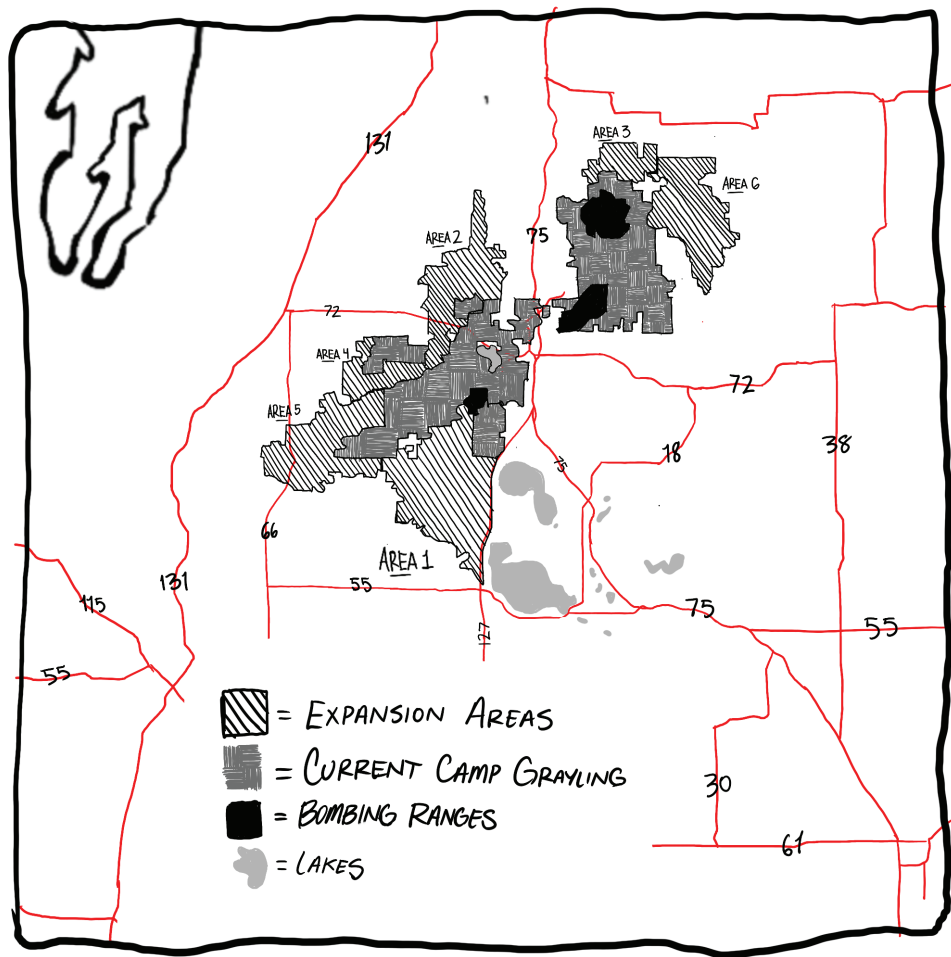 AREA 3
131
AREA 6
AREA 2
75
72
AREA 4
72
AREA 5
38
18
75
66
AREA 1
131
55
115
75
55
127
55
= EXPANSION AREAS
= CURRENT CAMP GRAYLING
30
= BOMBING RANGES
61
= LAKES